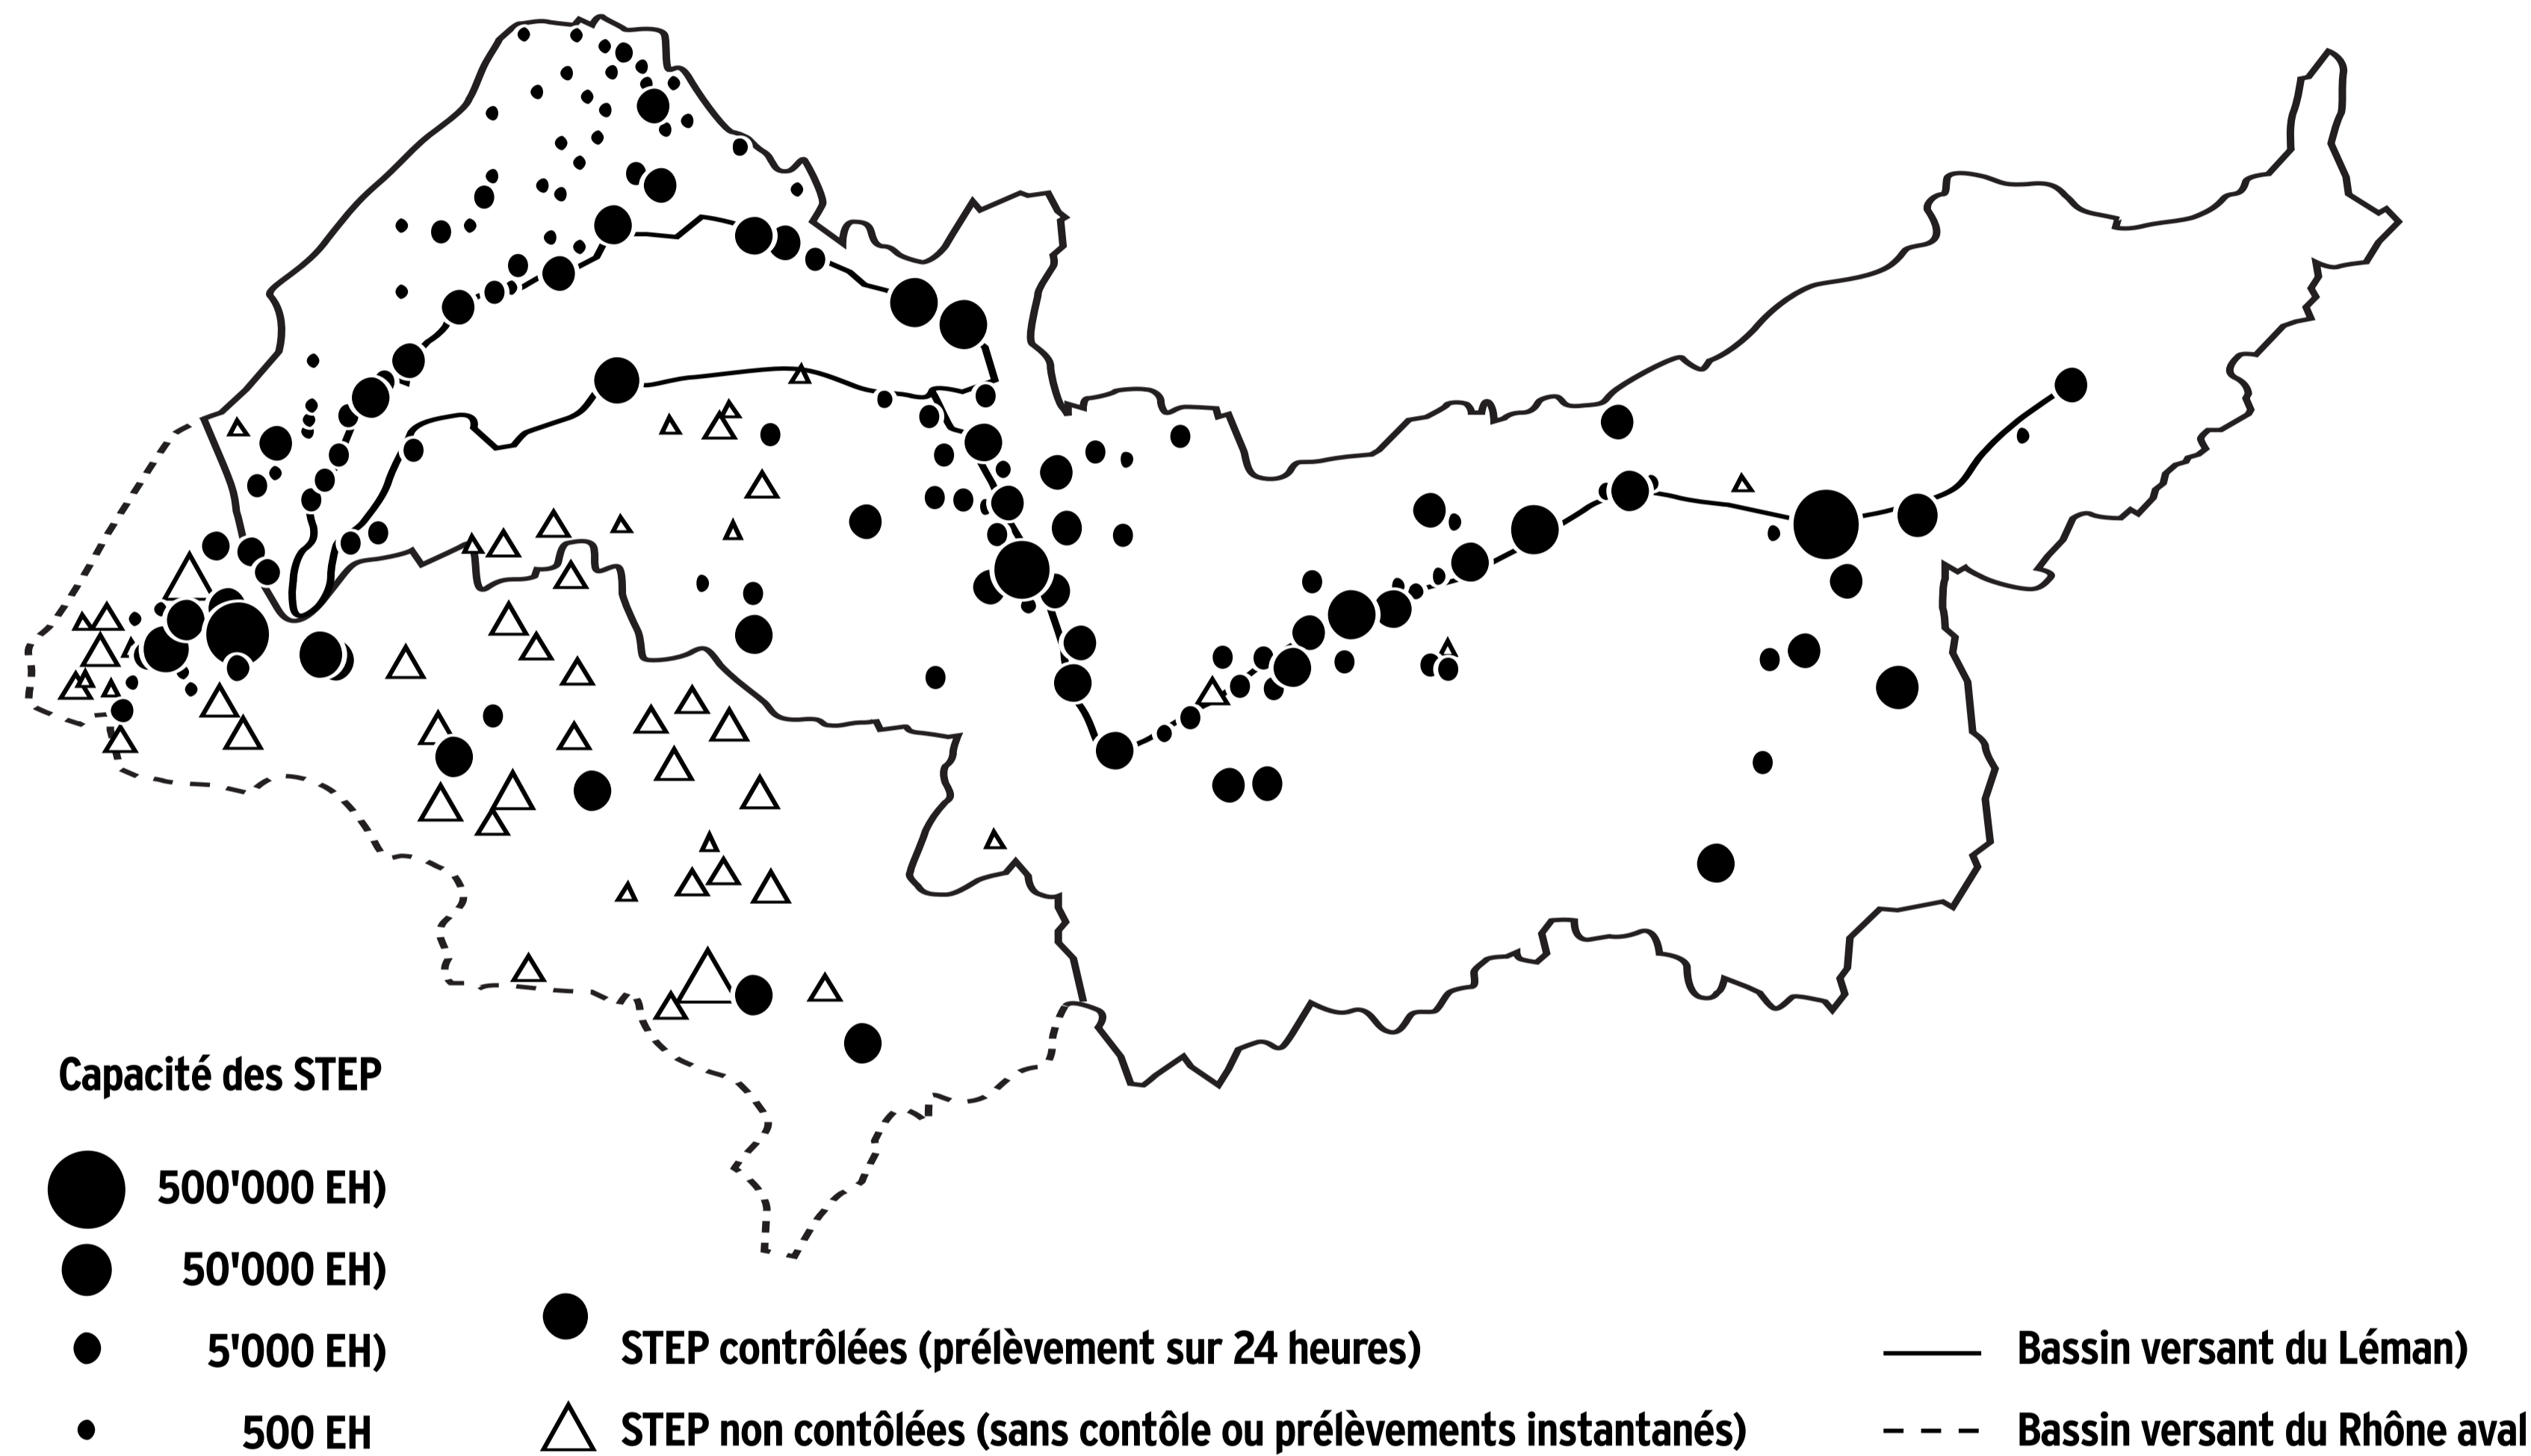 Capacité des STEP
500'000 EH)
50'000 EH)
5'000 EH)
500 EH
STEP contrôlées (prélèvement sur 24 heures)
STEP non contôlées (sans contôle ou prélèvements instantanés)
Bassin versant du Léman)
Bassin versant du Rhône aval